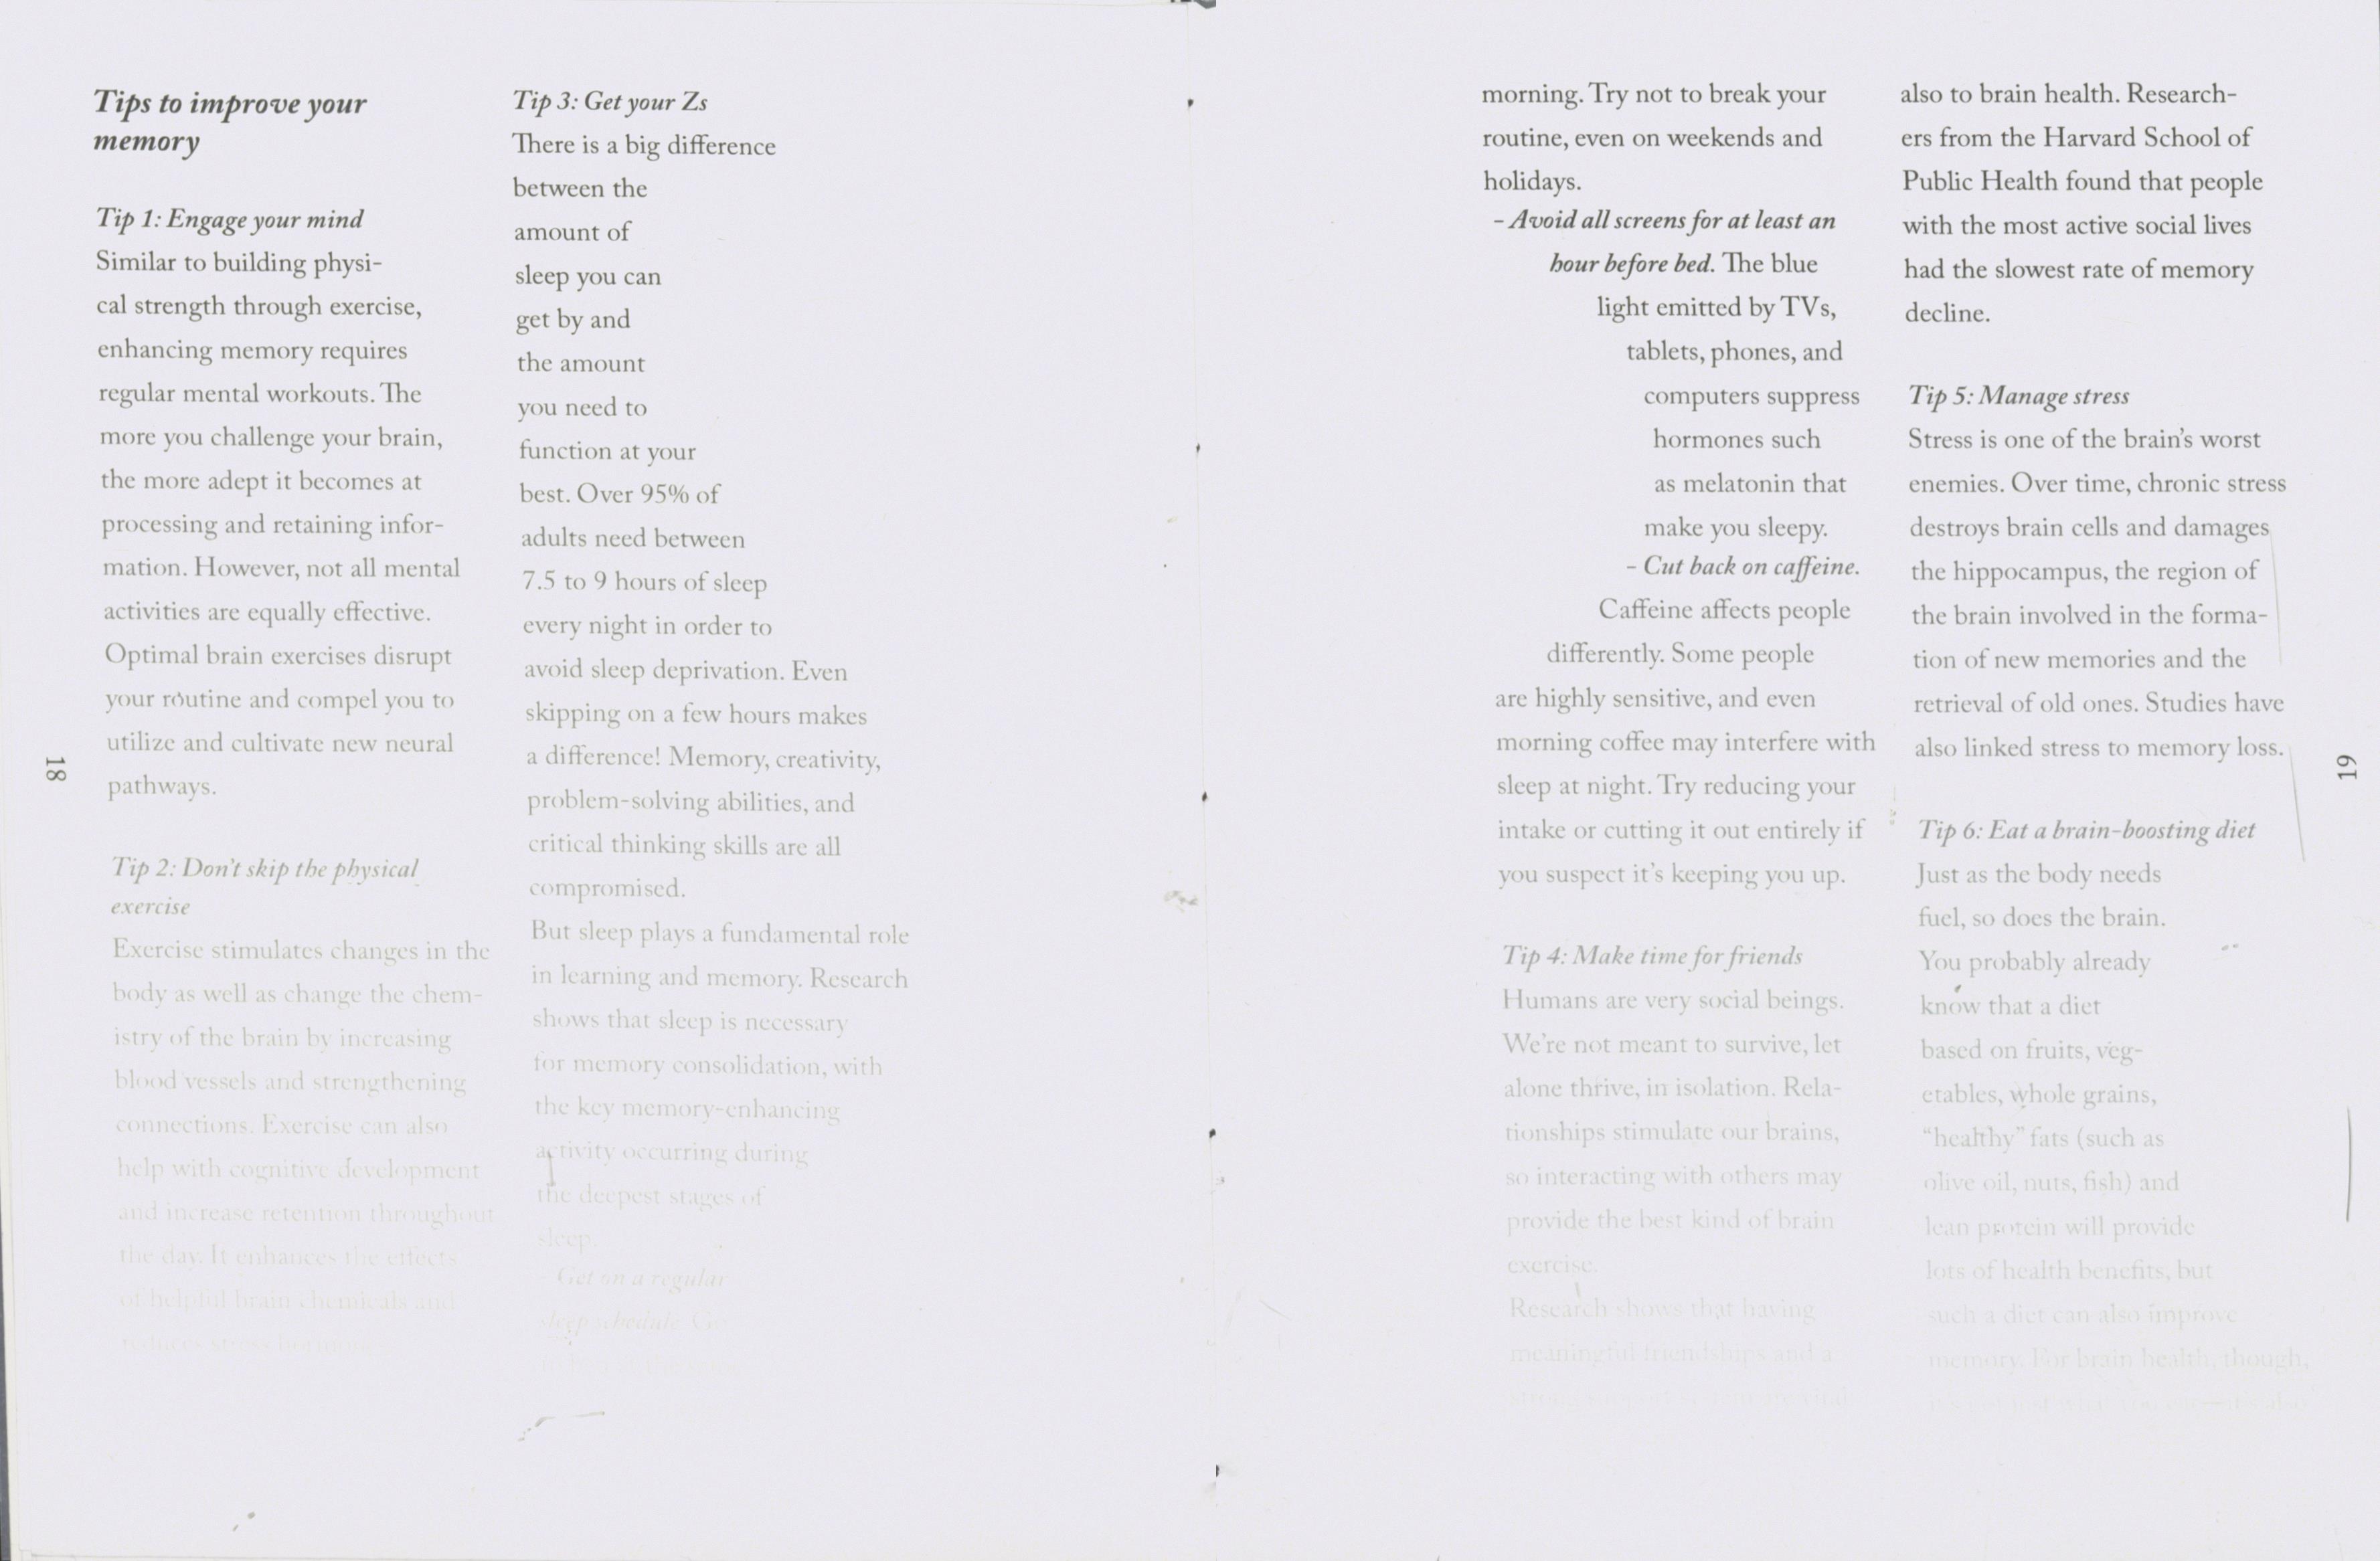 Tips to improve your
memory
Tip 1: Engage your mind
Similar to building physi-
cal strength through exercise,
enhancing memory requires
regular mental workouts. The
more you challenge your brain,
the more adept it becomes at
processing and retaining infor-
mation. However, not all mental
activities are equally effective.
Optimal brain exercises disrupt
your routine and compel you to
utilize and cultivate new neural
pathways.
Tip 2: Don't skip the physical
exercise
Exercise stimulates changes in the
body as well as change the chem-
istry of the brain by increasing
blood vessels and strengthening
connections. Exercise can also
help with cognitive development
and increase retention throughout
the day. It enhances the effects
of helpful brain chemicals and
reduces stress
18
Tip 3: Get your Zs
There is a big difference
between the
amount of
sleep you can
get by and
the amount
you need to
function at your
best. Over 95% of
adults need between
7.5 to 9 hours of sleep
every night in order to
avoid sleep deprivation. Even
skipping on a few hours makes
a difference! Memory, creativity,
problem-solving abilities, and
critical thinking skills are all
compromised.
But sleep plays a fundamental role
in learning and memory. Research
shows that sleep is necessary
for memory consolidation, with
the key memory-enhancing
activity occurring during
the deepest stages of
sleep.
- Get on a regular
sleep schedule. Go
morning. Try not to break your
routine, even on weekends and
holidays.
- Avoid all screens for at least an
hour before bed. The blue
light emitted by TVs,
tablets, phones, and
computers suppress
hormones such
as melatonin that
make you sleepy.
- Cut back on caffeine.
Caffeine affects people
differently. Some people
are highly sensitive, and even
morning coffee may interfere with
sleep at night. Try reducing your
intake or cutting it out entirely if
you suspect it's keeping you up.
Tip 4: Make time for friends
Humans are very social beings.
We're not meant to survive, let
alone thrive, in isolation. Rela-
tionships stimulate our brains,
so interacting with others may
provide the best kind of brain
exercise.
Research shows that having
meaningful friendships and a
also to brain health. Research-
ers from the Harvard School of
Public Health found that people
with the most active social lives
had the slowest rate of memory
decline.
Tip 5: Manage stress
Stress is one of the brain's worst
enemies. Over time, chronic stress
destroys brain cells and damages
the hippocampus, the region of
the brain involved in the forma-
tion of new memories and the
retrieval of old ones. Studies have
also linked stress to memory loss.
Tip 6: Eat a brain-boosting diet
Just as the body needs
fuel, so does the brain.
You probably already
know that a diet
based on fruits, veg-
etables, whole grains,
“healthy” fats (such as
olive oil, nuts, fish) and
lean protein will provide
lots of health benefits, but
such a diet can also improve
memory. For brain health, though,
19